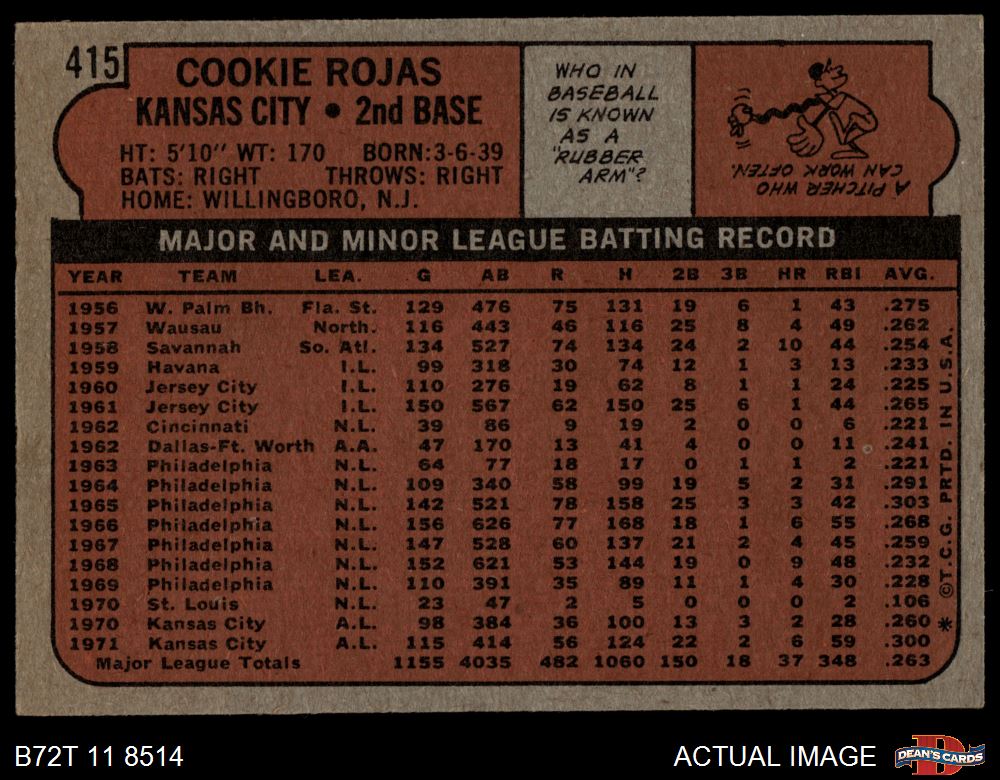 415
COOKIE ROJAS
KANSAS CITY • 2nd BASE
HT: 5'10" WT: 170 BORN: 3-6-39
BATS: RIGHT THROWS: RIGHT
HOME: WILLINGBORO, N.J.
WHO IN
BASEBALL
IS KNOWN
AS A
"RUBBER
ARM"?
A PITCHER WHO
CAN WORK OFTEN.
MAJOR AND MINOR LEAGUE BATTING RECORD
YEAR TEAM LEA. G AB R H 2B 3B HR RBI AVG.
1956 W. Palm Bh. Fla. St. 129 476 75 131 19 6 1 43 .275
1957 Wausau North. 116 443 46 116 25 8 4 49 .262
1958 Savannah So. Atl. 134 527 74 134 24 2 10 44 .254
1959 Havana I.L. 99 318 30 74 12 1 3 13 .233
1960 Jersey City I.L. 110 276 19 62 8 1 1 24 .225
1961 Jersey City I.L. 150 567 62 150 25 6 1 44 .265
1962 Cincinnati N.L. 39 86 9 19 2 0 0 6 .221
1962 Dallas-Ft. Worth A.A. 47 170 13 41 4 0 0 11 .241
1963 Philadelphia N.L. 64 77 18 17 0 1 1 2 .221
1964 Philadelphia N.L. 109 340 58 99 19 5 2 31 .291
1965 Philadelphia N.L. 142 521 78 158 25 3 3 42 .303
1966 Philadelphia N.L. 156 626 77 168 18 1 6 55 .268
1967 Philadelphia N.L. 147 528 60 137 21 2 4 45 .259
1968 Philadelphia N.L. 152 621 53 144 19 0 9 48 .232
1969 Philadelphia N.L. 110 391 35 89 11 1 4 30 .228
1970 St. Louis N.L. 23 47 2 5 0 0 0 2 .106
1970 Kansas City A.L. 98 384 36 100 13 3 2 28 .260
1971 Kansas City A.L. 115 414 56 124 22 2 6 59 .300
Major League Totals 1155 4035 482 1060 150 18 37 348 .263
* ©T.C.G. PRTD. IN U.S.A.
B72T 11 8514
ACTUAL IMAGE
DEAN'S CARDS